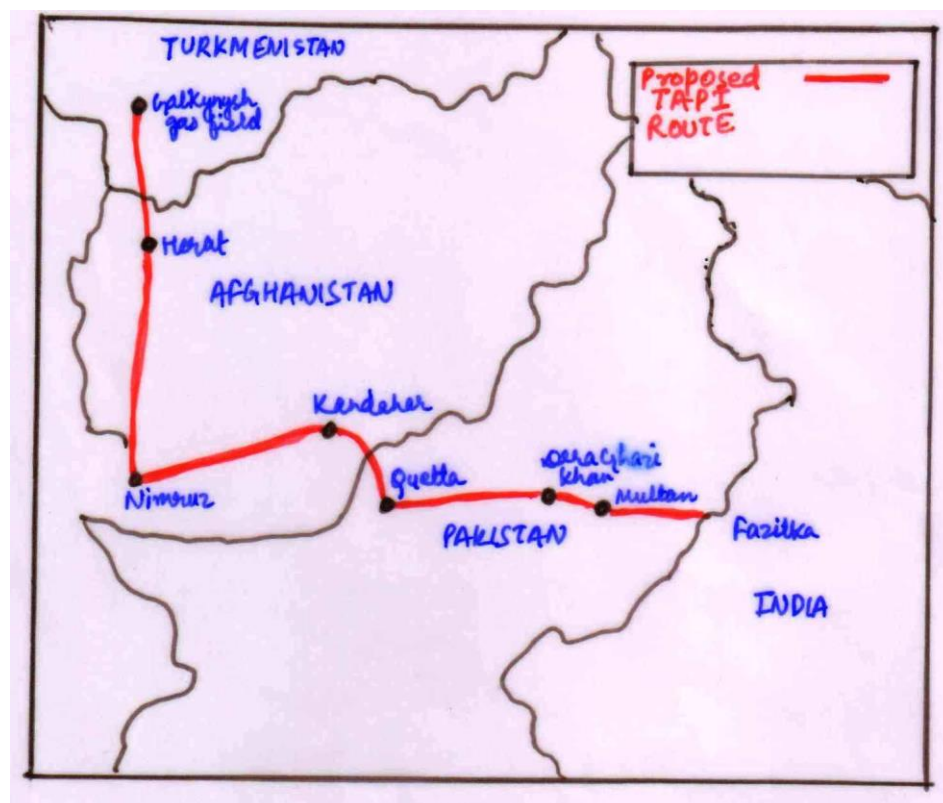 TURKMENISTAN
Proposed
TAPI
ROUTE
Galkynysh
gas field
Herat
AFGHANISTAN
Kandahar
Nimruz
Quetta
Dera Ghazi
Khan
Multan
PAKISTAN
Fazilka
INDIA